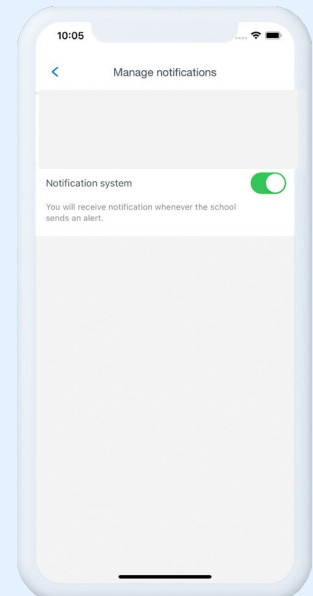 10:05
Manage notifications
Notification system
You will receive notification whenever the school
sends an alert.